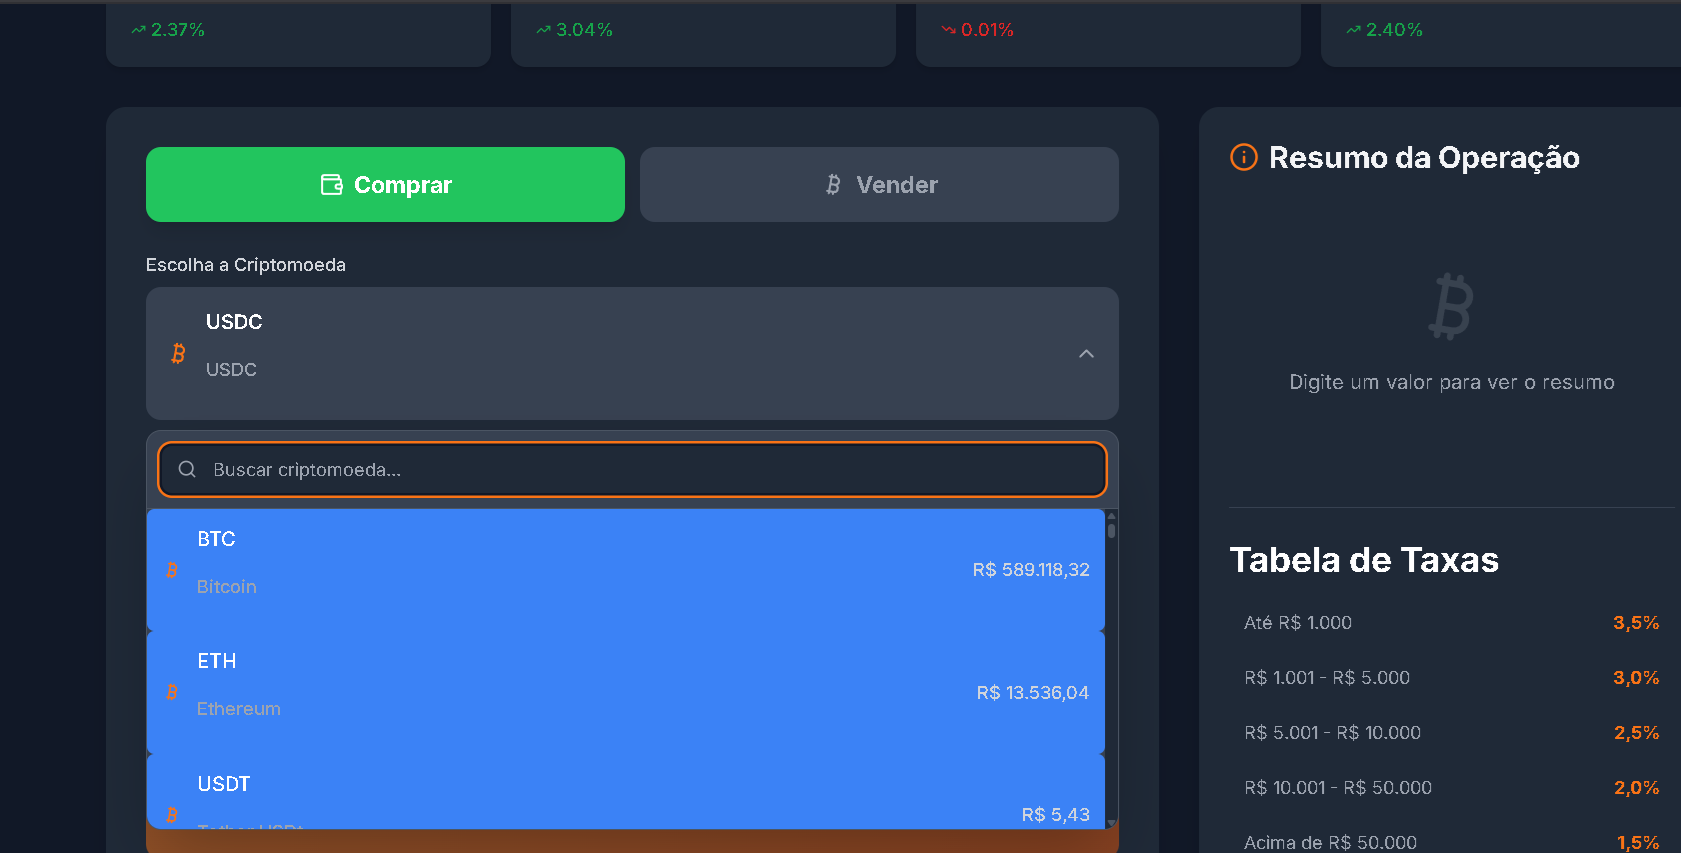 2.37%
3.04%
0.01%
2.40%
Comprar
Vender
Escolha a Criptomoeda
USDC
USDC
Buscar criptomoeda...
BTC
Bitcoin
R$ 589.118,32
ETH
Ethereum
R$ 13.536,04
USDT
Tether USDt
R$ 5,43
Resumo da Operação
Digite um valor para ver o resumo
Tabela de Taxas
Até R$ 1.000 3,5%
R$ 1.001 - R$ 5.000 3,0%
R$ 5.001 - R$ 10.000 2,5%
R$ 10.001 - R$ 50.000 2,0%
Acima de R$ 50.000 1,5%